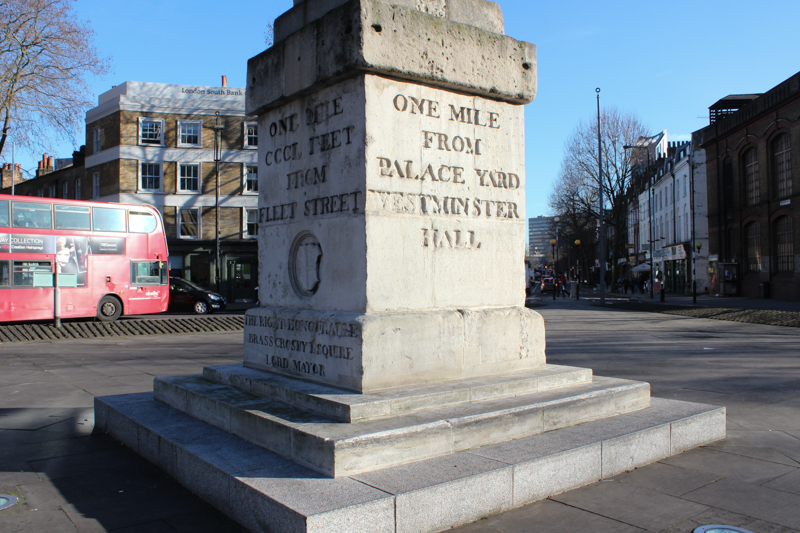 London South Bank
ONE MILE
CCCL FEET
FROM
FLEET STREET
ONE MILE
FROM
PALACE YARD
WESTMINSTER
HALL
THE RIGHT HONOURABLE
BRASS CROSBY ESQUIRE
LORD MAYOR
COLLECTION